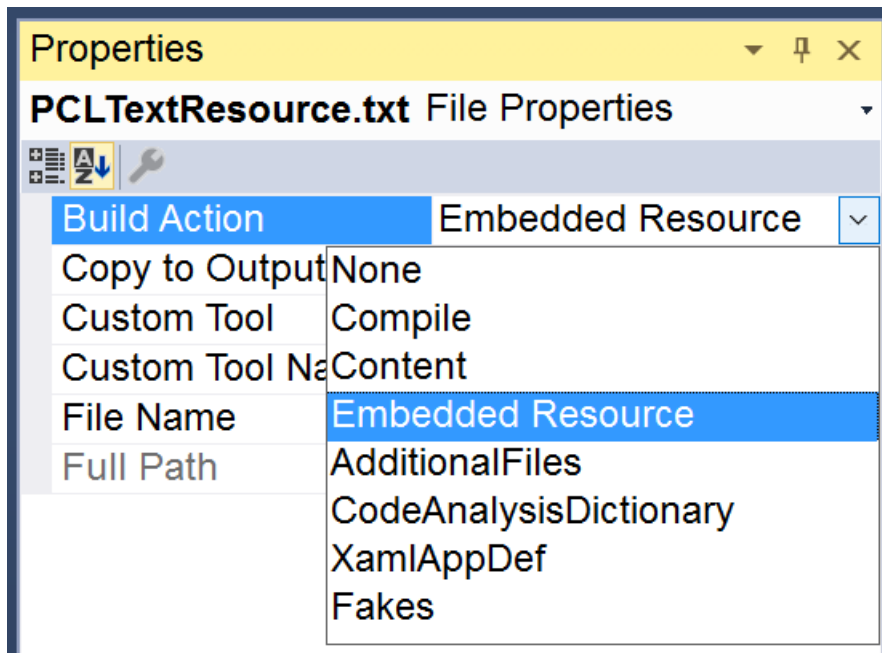 Properties
PCLTextResource.txt File Properties
A
Z
Build Action Embedded Resource
Copy to Output
None
Custom Tool
Compile
Custom Tool Na
Content
File Name
Embedded Resource
Full Path
AdditionalFiles
CodeAnalysisDictionary
XamlAppDef
Fakes